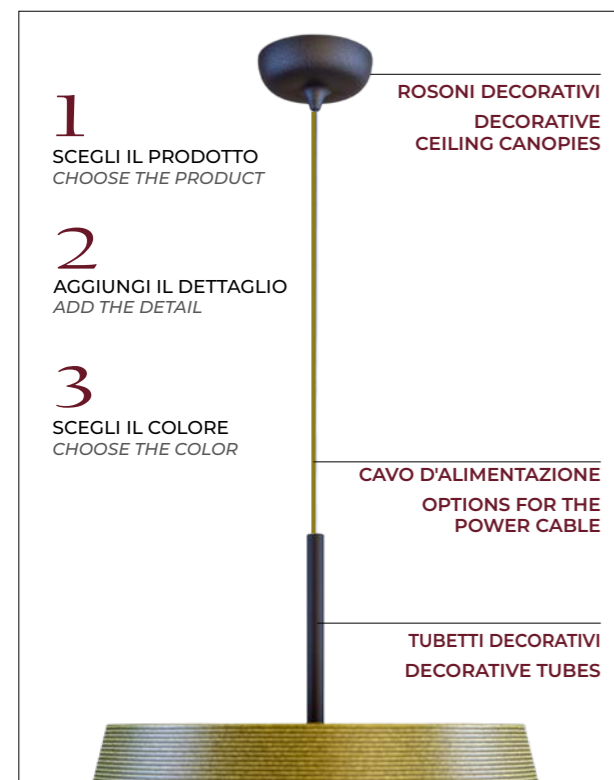 1
SCEGLI IL PRODOTTO
CHOOSE THE PRODUCT
2
AGGIUNGI IL DETTAGLIO
ADD THE DETAIL
3
SCEGLI IL COLORE
CHOOSE THE COLOR
ROSONI DECORATIVI
DECORATIVE
CEILING CANOPIES
CAVO D'ALIMENTAZIONE
OPTIONS FOR THE
POWER CABLE
TUBETTI DECORATIVI
DECORATIVE TUBES